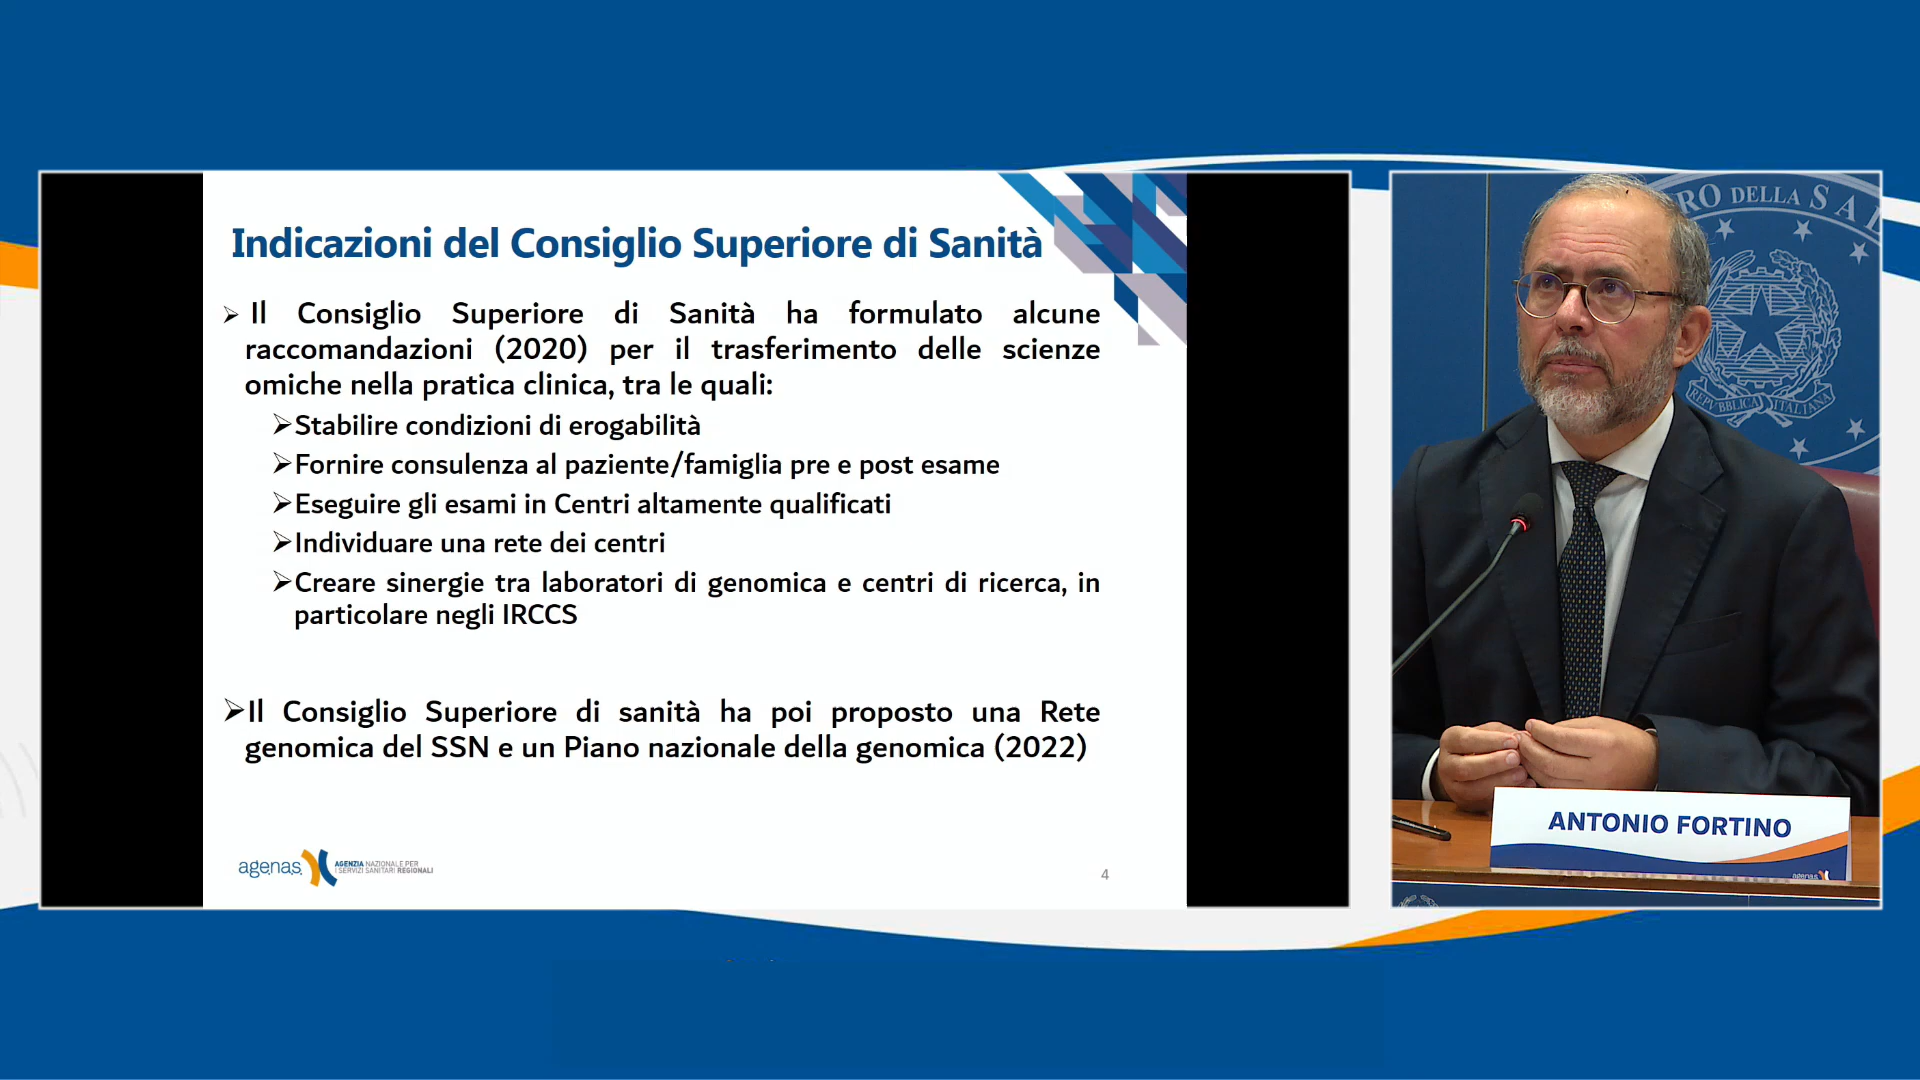 Indicazioni del Consiglio Superiore di Sanità
➢ Il Consiglio Superiore di Sanità ha formulato alcune
raccomandazioni (2020) per il trasferimento delle scienze
omiche nella pratica clinica, tra le quali:
➢Stabilire condizioni di erogabilità
➢Fornire consulenza al paziente/famiglia pre e post esame
➢Eseguire gli esami in Centri altamente qualificati
➢Individuare una rete dei centri
➢Creare sinergie tra laboratori di genomica e centri di ricerca, in
particolare negli IRCCS
➢Il Consiglio Superiore di sanità ha poi proposto una Rete
genomica del SSN e un Piano nazionale della genomica (2022)
agenas
AGENZIA NAZIONALE PER
I SERVIZI SANITARI REGIONALI
4
RO DELLA SAL
REPVBBLICA ITALIANA
ANTONIO FORTINO
agenas